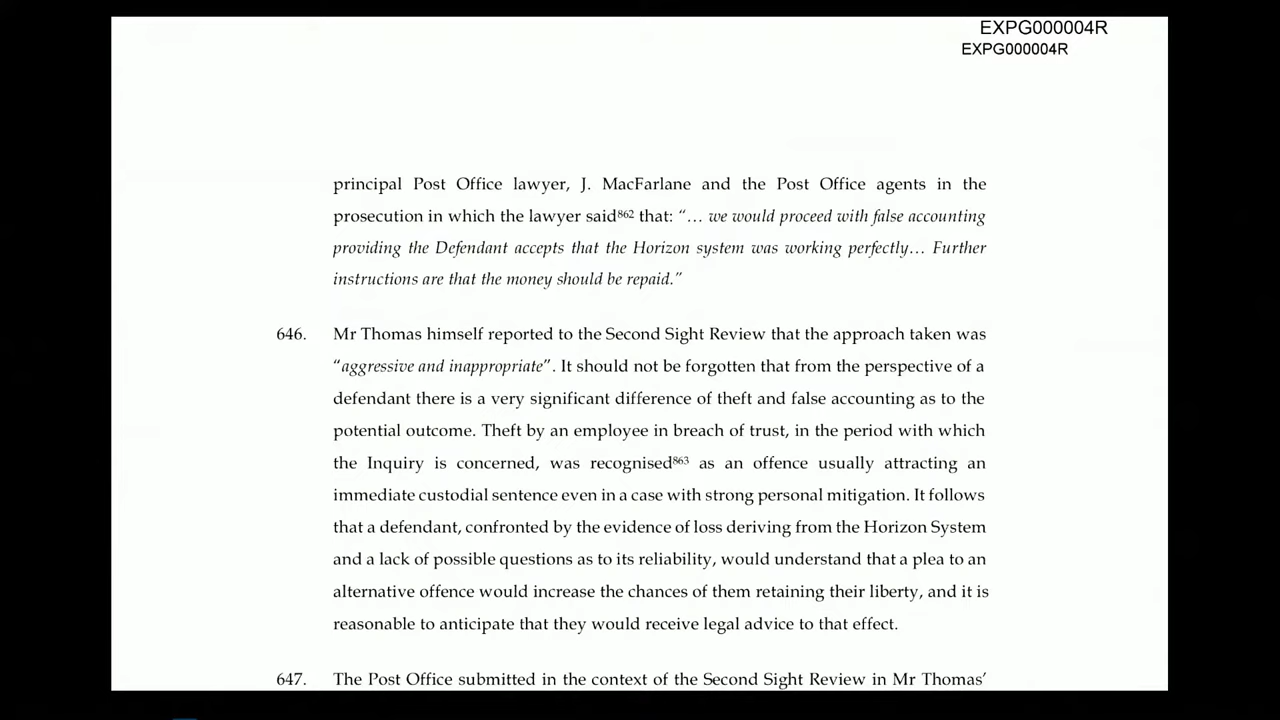 EXPG000004R
EXPG000004R
principal Post Office lawyer, J. MacFarlane and the Post Office agents in the
prosecution in which the lawyer said862 that: “… we would proceed with false accounting
providing the Defendant accepts that the Horizon system was working perfectly… Further
instructions are that the money should be repaid.”
646. Mr Thomas himself reported to the Second Sight Review that the approach taken was
“aggressive and inappropriate”. It should not be forgotten that from the perspective of a
defendant there is a very significant difference of theft and false accounting as to the
potential outcome. Theft by an employee in breach of trust, in the period with which
the Inquiry is concerned, was recognised863 as an offence usually attracting an
immediate custodial sentence even in a case with strong personal mitigation. It follows
that a defendant, confronted by the evidence of loss deriving from the Horizon System
and a lack of possible questions as to its reliability, would understand that a plea to an
alternative offence would increase the chances of them retaining their liberty, and it is
reasonable to anticipate that they would receive legal advice to that effect.
647. The Post Office submitted in the context of the Second Sight Review in Mr Thomas’